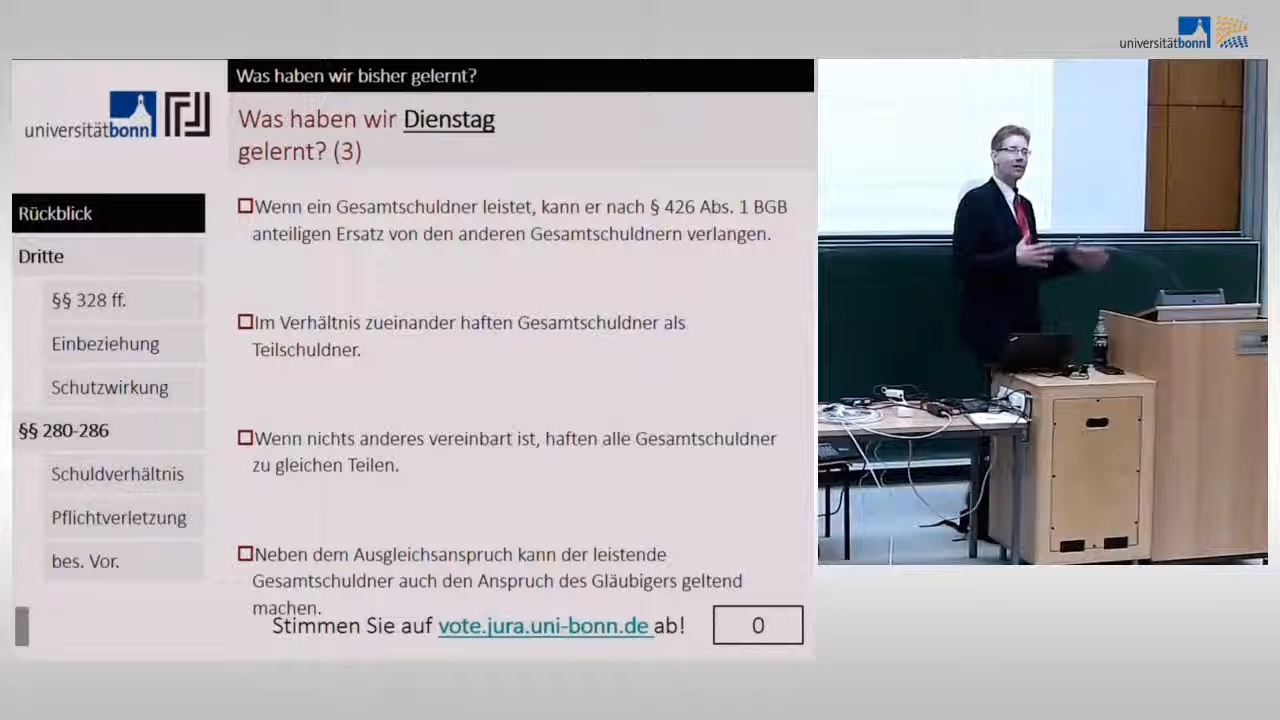 universitätbonn
Was haben wir bisher gelernt?
universitätbonn
Was haben wir Dienstag
gelernt? (3)
Rückblick
Dritte
§§ 328 ff.
Einbeziehung
Schutzwirkung
§§ 280-286
Schuldverhältnis
Pflichtverletzung
bes. Vor.
Wenn ein Gesamtschuldner leistet, kann er nach § 426 Abs. 1 BGB
anteiligen Ersatz von den anderen Gesamtschuldnern verlangen.
Im Verhältnis zueinander haften Gesamtschuldner als
Teilschuldner.
Wenn nichts anderes vereinbart ist, haften alle Gesamtschuldner
zu gleichen Teilen.
Neben dem Ausgleichsanspruch kann der leistende
Gesamtschuldner auch den Anspruch des Gläubigers geltend
machen.
Stimmen Sie auf vote.jura.uni-bonn.de ab! 0